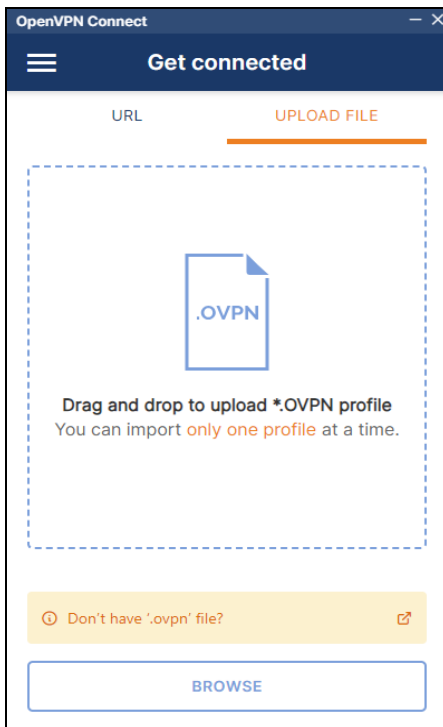 OpenVPN Connect
Get connected
URL
UPLOAD FILE
.OVPN
Drag and drop to upload *.OVPN profile
You can import only one profile at a time.
Don't have '.ovpn' file?
BROWSE